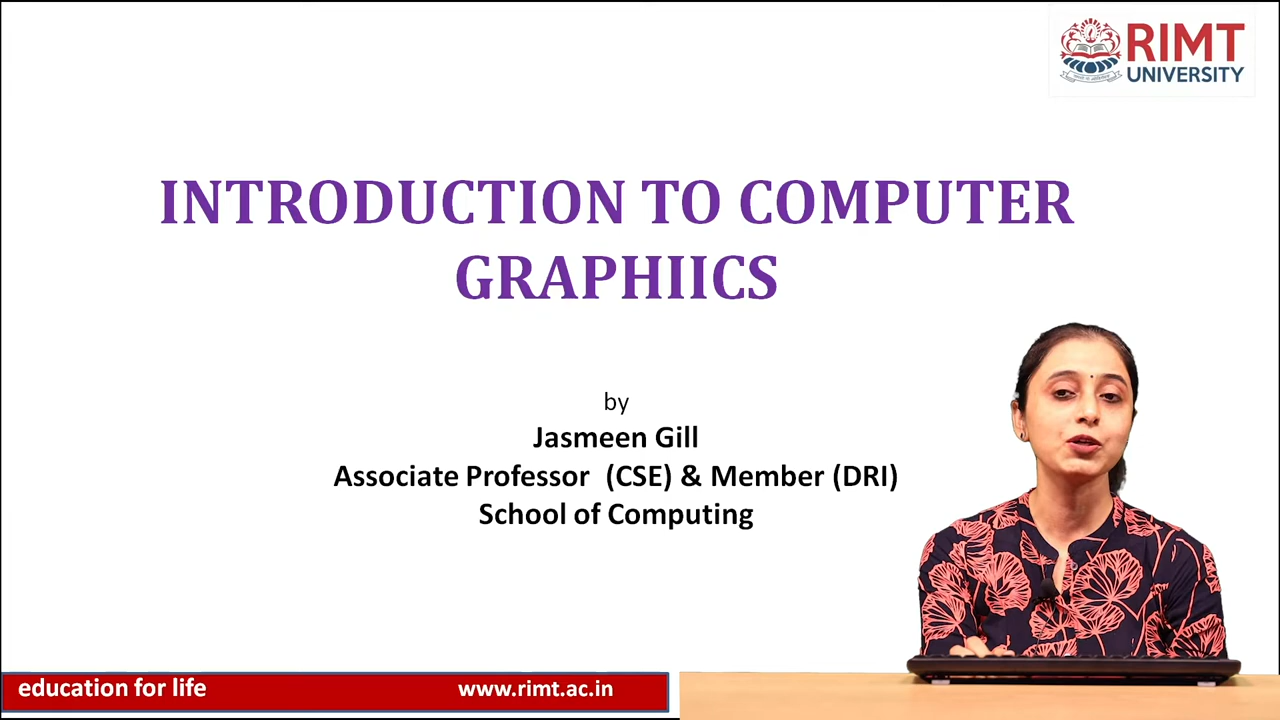 RIMT
UNIVERSITY
INTRODUCTION TO COMPUTER
GRAPHIICS
by
Jasmeen Gill
Associate Professor (CSE) & Member (DRI)
School of Computing
education for life
www.rimt.ac.in